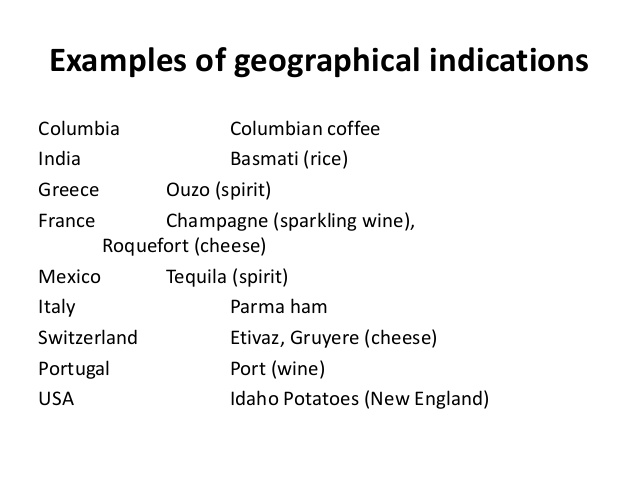 Examples of geographical indications
Columbia Columbian coffee
India Basmati (rice)
Greece Ouzo (spirit)
France Champagne (sparkling wine),
Roquefort (cheese)
Mexico Tequila (spirit)
Italy Parma ham
Switzerland Etivaz, Gruyere (cheese)
Portugal Port (wine)
USA Idaho Potatoes (New England)